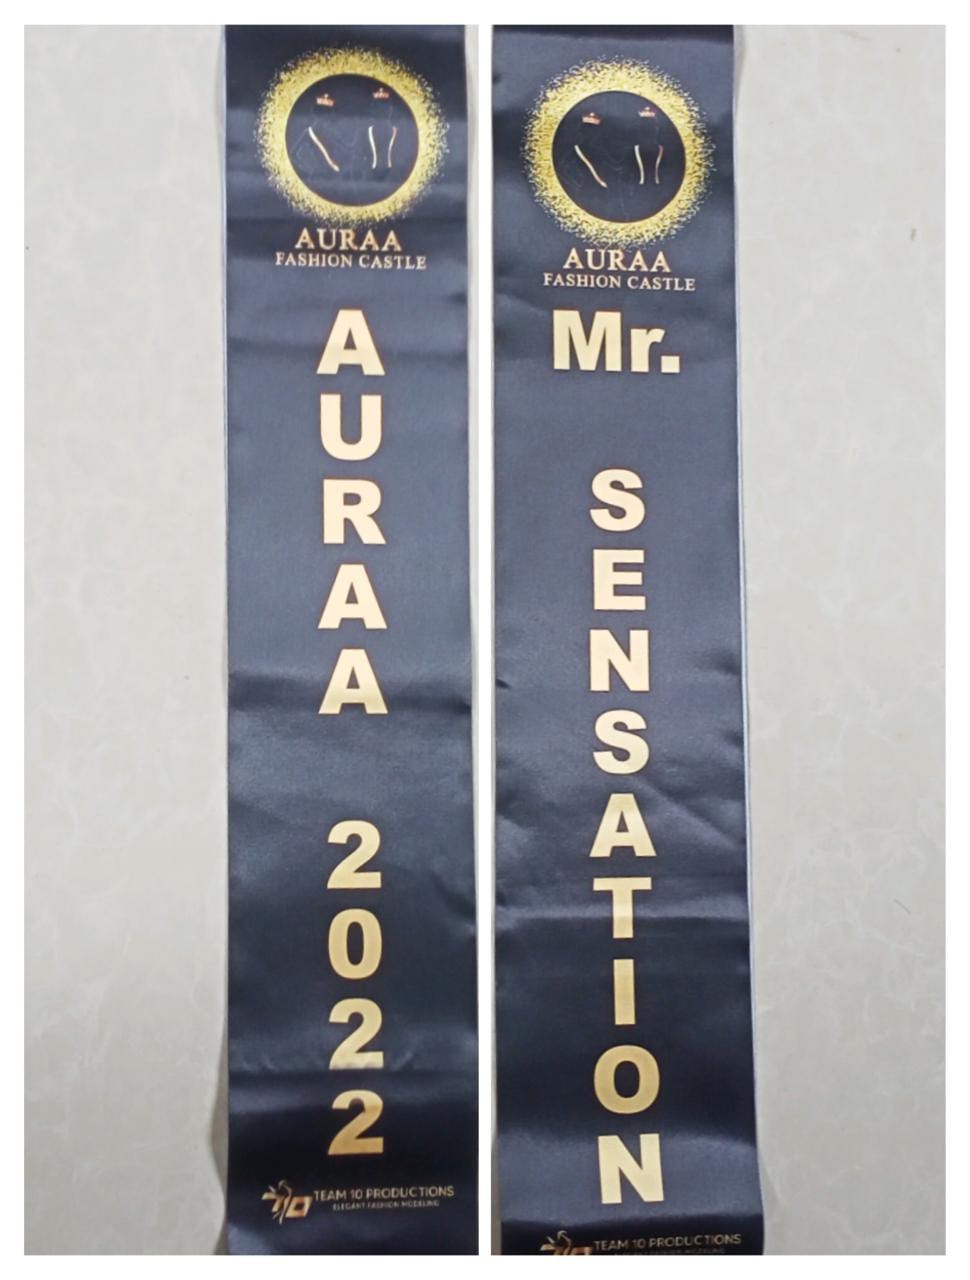 AURAA
FASHION CASTLE
AURAA
2022
TEAM 10 PRODUCTIONS
ELEGANT FASHION MODELING
AURAA
FASHION CASTLE
Mr.
SENSATION
TEAM 10 PRODUCTIONS